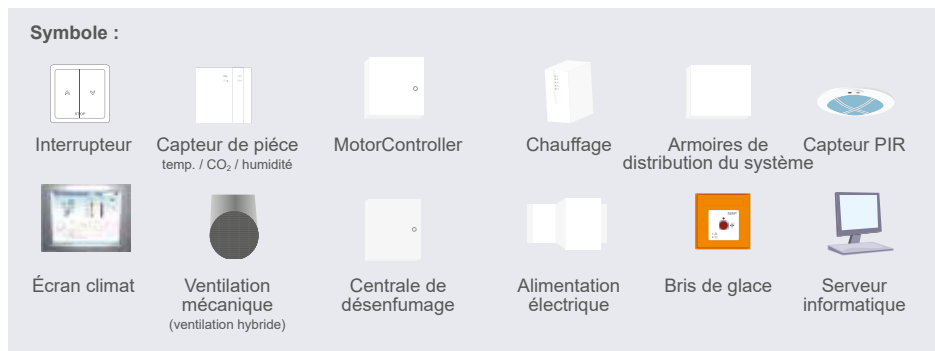 Symbole :
Interrupteur
Capteur de piéce
temp. / CO₂ / humidité
MotorController
Chauffage
Armoires de
distribution du système
Capteur PIR
Écran climat
Ventilation
mécanique
(ventilation hybride)
Centrale de
désenfumage
Alimentation
électrique
Bris de glace
Serveur
informatique